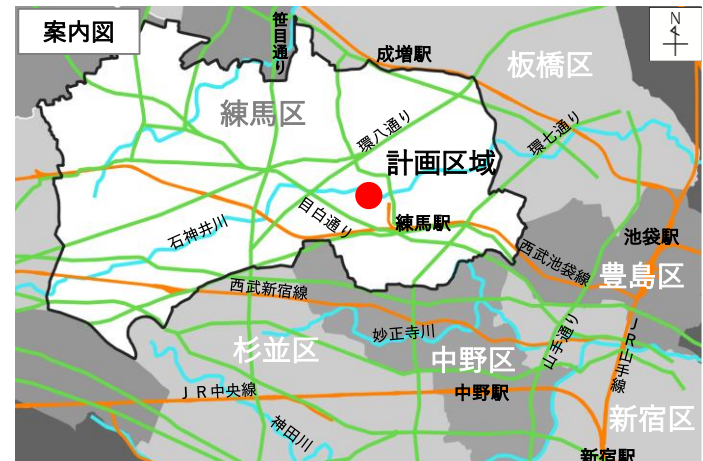 案内図
笹目通り
成増駅
板橋区
N
練馬区
環八通り
環七通り
計画区域
目白通り
石神井川
練馬駅
池袋駅
西武池袋線
豊島区
西武新宿線
妙正寺川
山手通り
JR山手線
杉並区
中野区
JR中央線
中野駅
神田川
新宿区
新宿駅